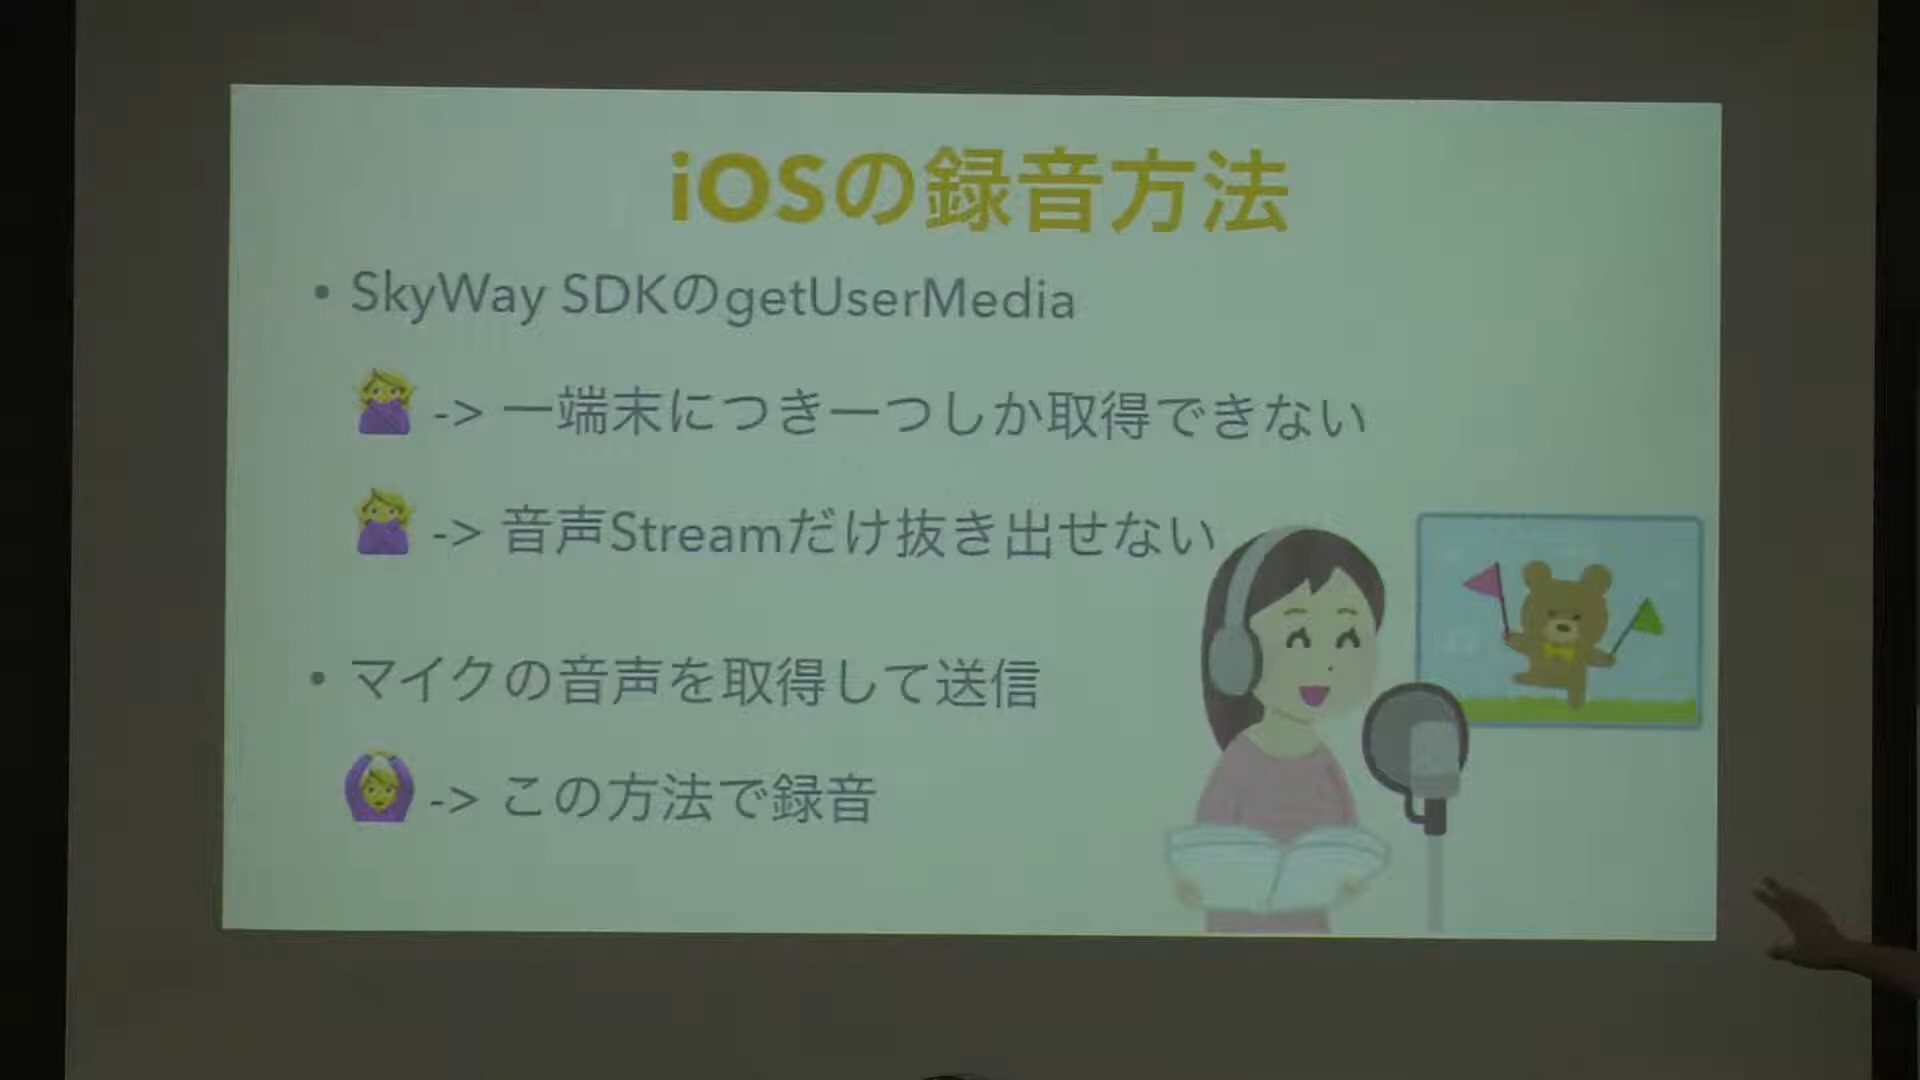 iOSの録音方法
• SkyWay SDKのgetUserMedia
🙅 -> 一端末につき一つしか取得できない
🙅 -> 音声Streamだけ抜き出せない
• マイクの音声を取得して送信
🙆 -> この方法で録音